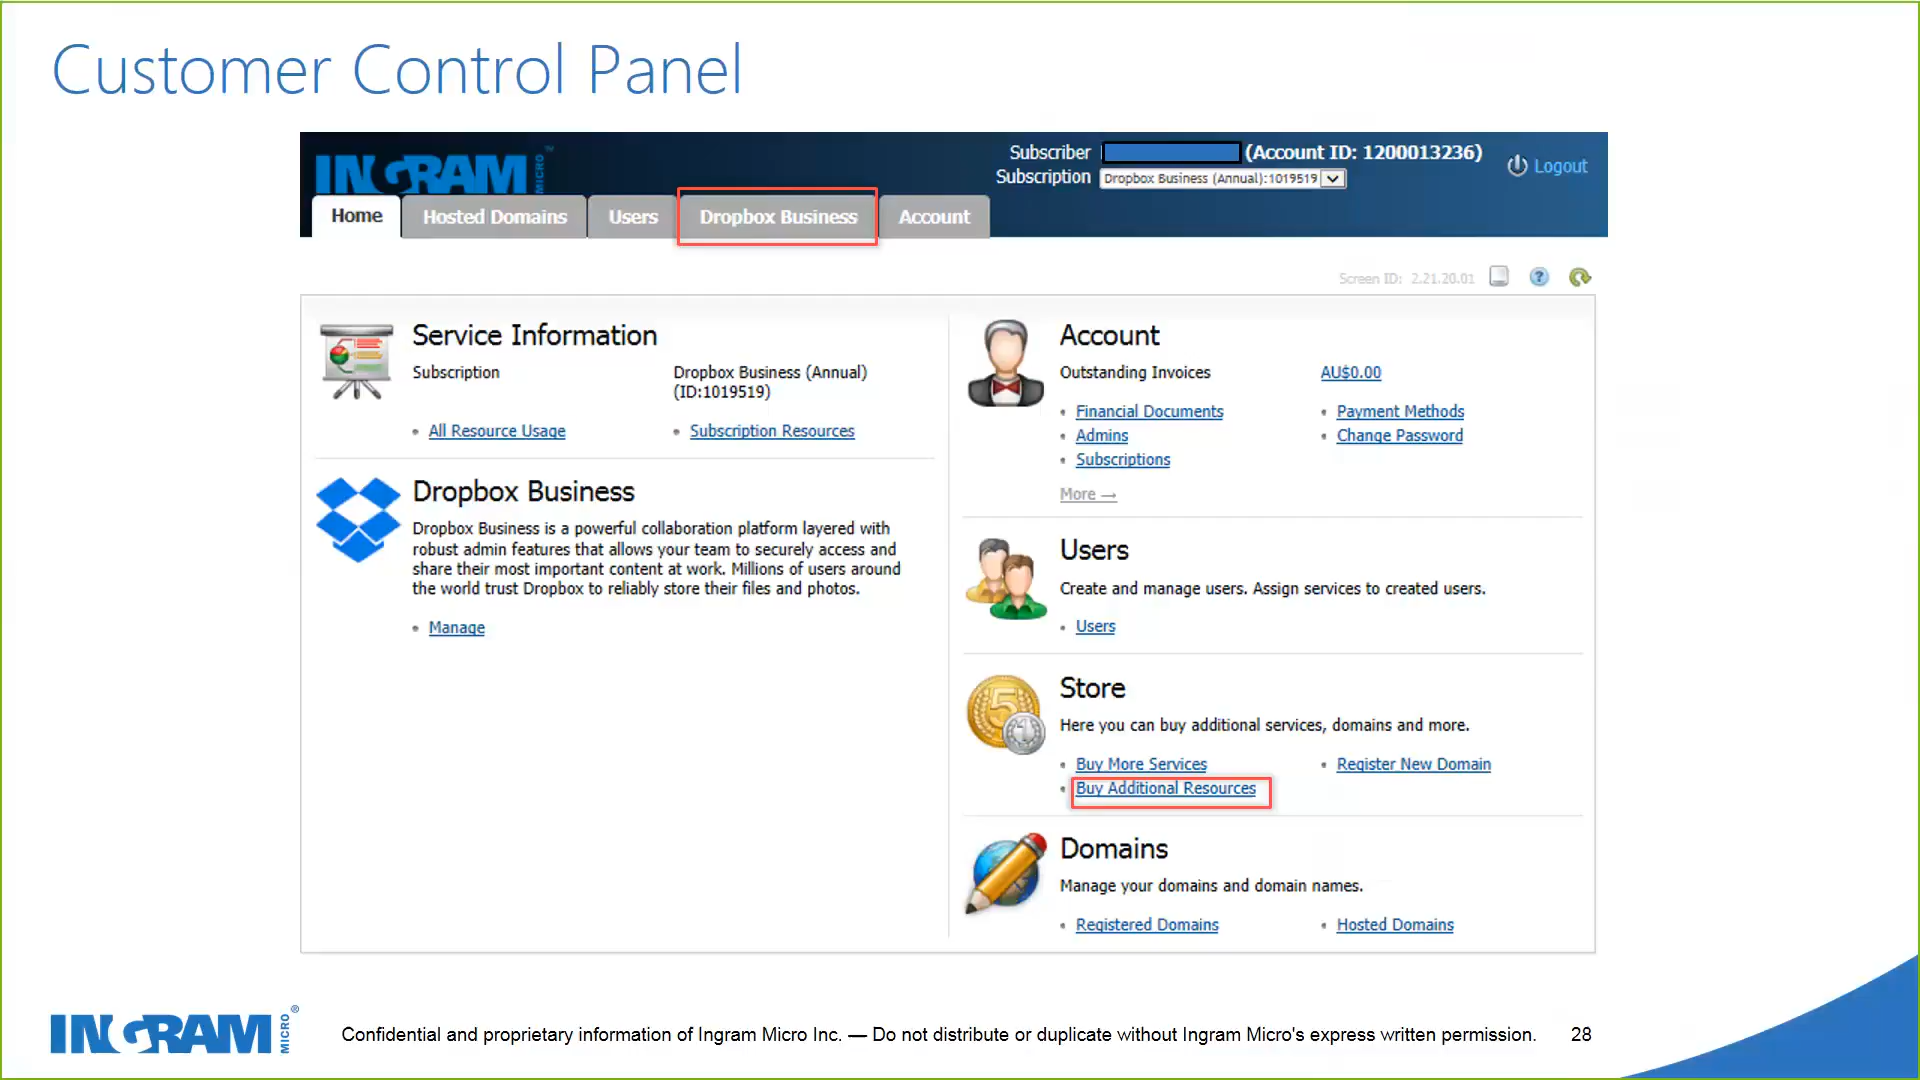 Customer Control Panel
INGRAM MICRO
Subscriber (Account ID: 1200013236)
Subscription Dropbox Business (Annual):1019519
Logout
Home Hosted Domains Users Dropbox Business Account
Screen ID: 2.21.20.01
Service Information
Subscription Dropbox Business (Annual)
(ID:1019519)
All Resource Usage Subscription Resources
Dropbox Business
Dropbox Business is a powerful collaboration platform layered with
robust admin features that allows your team to securely access and
share their most important content at work. Millions of users around
the world trust Dropbox to reliably store their files and photos.
Manage
Account
Outstanding Invoices AU$0.00
Financial Documents Payment Methods
Admins Change Password
Subscriptions
More →
Users
Create and manage users. Assign services to created users.
Users
Store
Here you can buy additional services, domains and more.
Buy More Services Register New Domain
Buy Additional Resources
Domains
Manage your domains and domain names.
Registered Domains Hosted Domains
INGRAM MICRO ®
Confidential and proprietary information of Ingram Micro Inc. — Do not distribute or duplicate without Ingram Micro's express written permission. 28